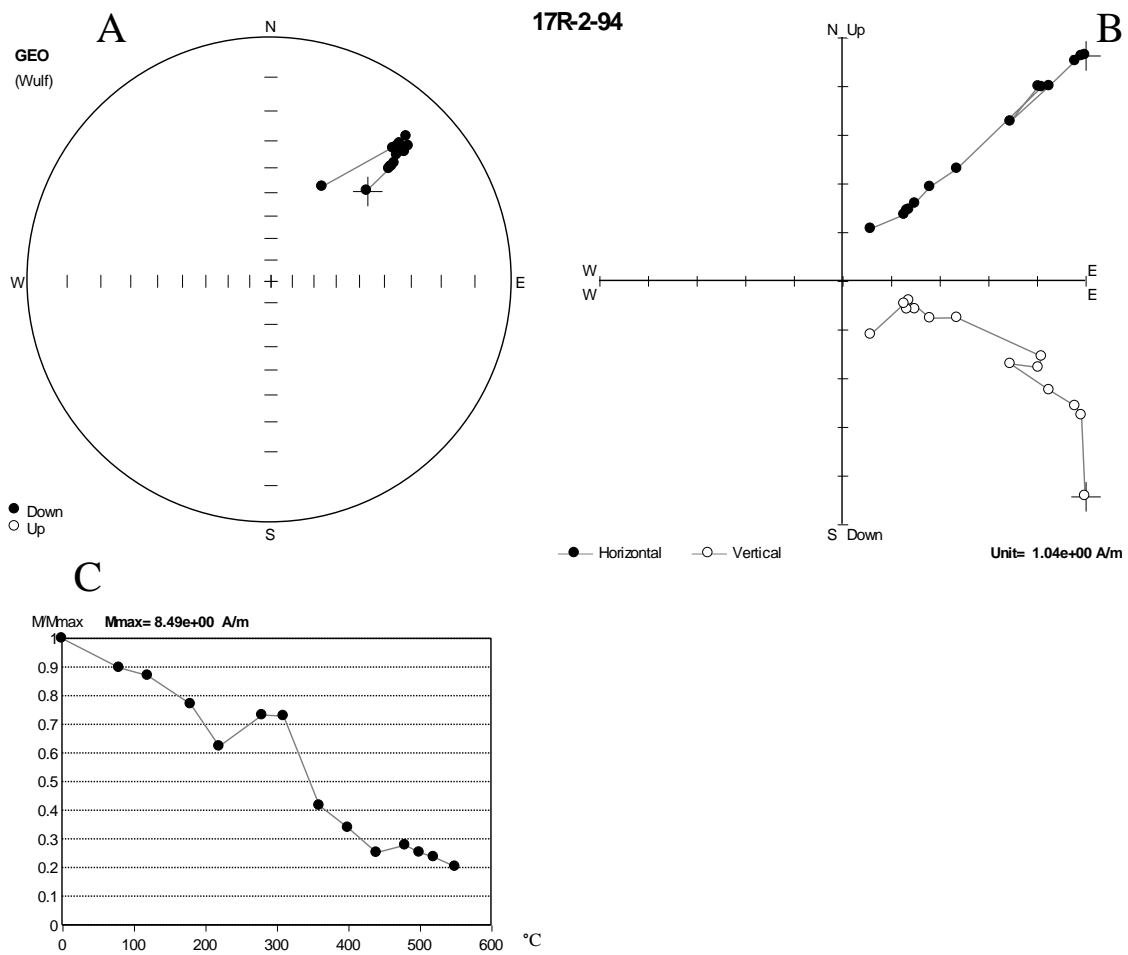 17R-2-94
A
N
GEO
(Wulf)
W
E
S
Down
Up
B
N Up
W
E
W
E
S Down
Horizontal
Vertical
Unit= 1.04e+00 A/m
C
M/Mmax
Mmax= 8.49e+00 A/m
1
0.9
0.8
0.7
0.6
0.5
0.4
0.3
0.2
0.1
0
0 100 200 300 400 500 600 °C